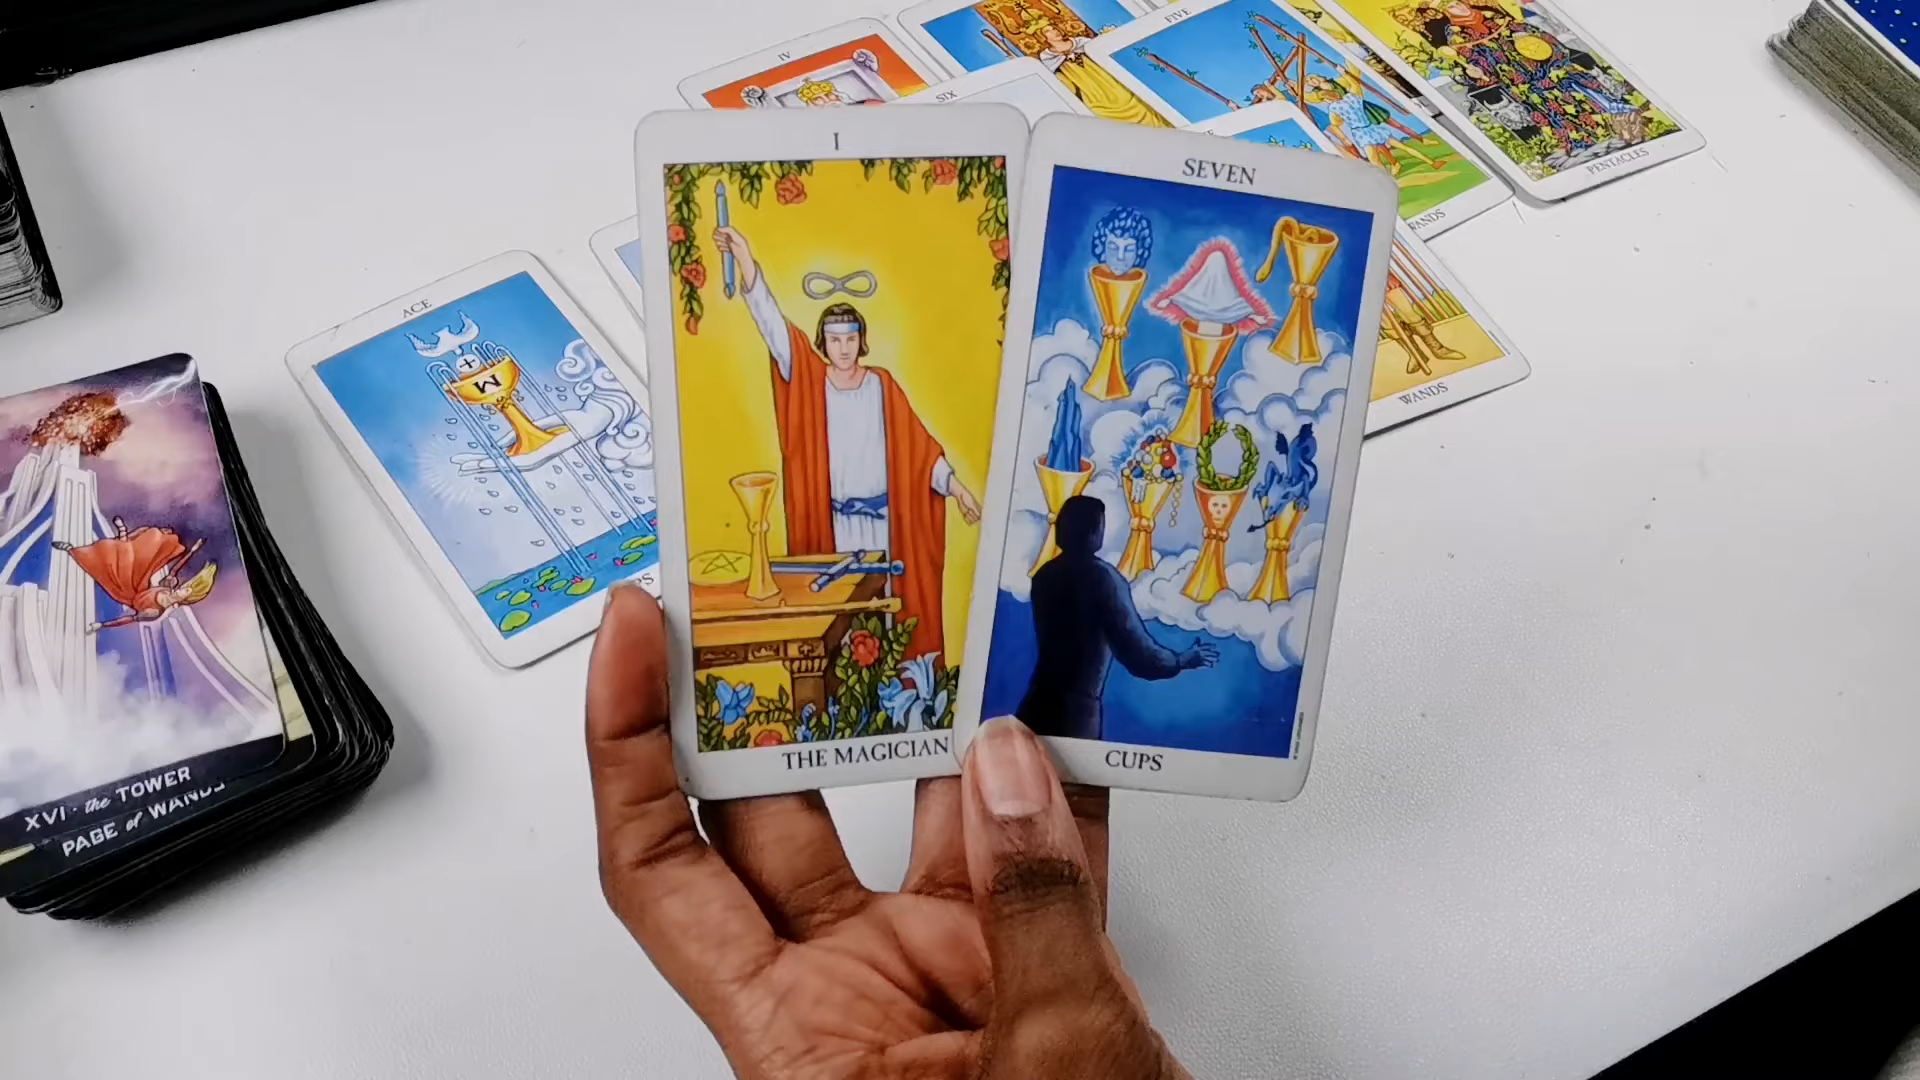 IV
SIX
FIVE
PENTACLES
WANDS
WANDS
ACE
M
I
THE MAGICIAN
SEVEN
CUPS
XVI · the TOWER
PAGE of WANDS